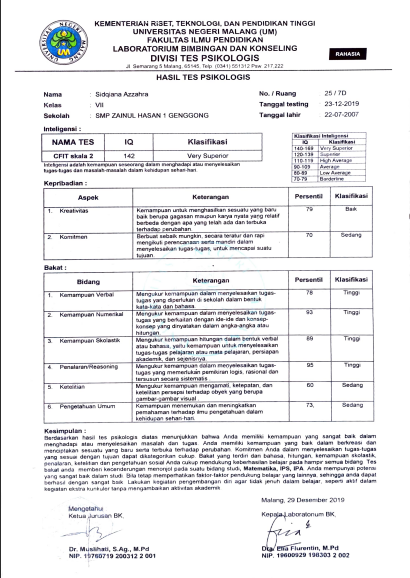 KEMENTERIAN RISET, TEKNOLOGI, DAN PENDIDIKAN TINGGI
UNIVERSITAS NEGERI MALANG (UM)
FAKULTAS ILMU PENDIDIKAN
LABORATORIUM BIMBINGAN DAN KONSELING
DIVISI TES PSIKOLOGIS
Jl. Semarang 5 Malang, 65145. Telp. (0341) 551312 Psw. 217,222
RAHASIA
HASIL TES PSIKOLOGIS
Nama : Sidqiana Azzahra
No. / Ruang : 25 / 7D
Kelas : VII
Tanggal testing : 23-12-2019
Sekolah : SMP ZAINUL HASAN 1 GENGGONG
Tanggal lahir : 22-07-2007
Inteligensi :
NAMA TES IQ Klasifikasi
CFIT skala 2 142 Very Superior
Inteligensi adalah kemampuan seseorang dalam menghadapi atau menyelesaikan
tugas-tugas dan masalah-masalah dalam kehidupan sehari-hari.
Klasifikasi Inteligensi
IQ Klasifikasi
140-169 Very Superior
120-139 Superior
110-119 High Average
90-109 Average
80-89 Low Average
70-79 Borderline
Kepribadian :
Aspek Keterangan Persentil Klasifikasi
1. Kreativitas Kemampuan untuk menghasilkan sesuatu yang baru 79 Baik
baik berupa gagasan maupun karya nyata yang relatif
berbeda dengan apa yang telah ada dan terbuka
terhadap perubahan.
2. Komitmen Berbuat sebaik mungkin, secara teratur dan rapi 70 Sedang
mengikuti perencanaan serta mandiri dalam
menyelesaikan tugas-tugas, untuk mencapai suatu
tujuan.
Bakat :
Bidang Keterangan Persentil Klasifikasi
1. Kemampuan Verbal Mengukur kemampuan dalam menyelesaikan tugas- 78 Tinggi
tugas yang diperlukan di sekolah dalam bentuk
kata-kata dan bahasa.
2. Kemampuan Numerikal Mengukur kemampuan dalam menyelesaikan tugas- 93 Tinggi
tugas yang berkaitan dengan ide-ide dan konsep-
konsep yang dinyatakan dalam angka-angka atau
hitungan.
3. Kemampuan Skolastik Mengukur kemampuan hitungan dalam bentuk verbal 89 Tinggi
atau bahasa, yaitu kemampuan untuk menyelesaikan
tugas-tugas pelajaran atau mata pelajaran, persiapan
akademik, dan sejenisnya.
4. Penalaran/Reasoning Mengukur kemampuan dalam menyelesaikan tugas- 95 Tinggi
tugas yang memerlukan pemikiran logis, rasional dan
tersusun secara sistematis
5. Ketelitian Mengukur kemampuan mengamati, ketepatan, dan 60 Sedang
ketelitian persepsi terhadap obyek yang berupa
gambar-gambar visual
6. Pengetahuan Umum Kemampuan menemukan dan meningkatkan 73, Sedang
pemahaman terhadap ilmu pengetahuan dalam
kehidupan sehari-hari.
Kesimpulan :
Berdasarkan hasil tes psikologis diatas menunjukkan bahwa Anda memiliki kemampuan yang sangat baik dalam
menghadap atau menyelesaikan masalah dan tugas. Anda memiliki kemampuan yang baik dalam berkreasi dan
menciptakan sesuatu yang baru serta terbuka terhadap perubahan. Komitmen Anda dalam menyelesaikan tugas-tugas
yang sesuai dengan tujuan dapat dikategorikan cukup. Bakat yang terdiri dan bahasa, hitungan, kemampuan skolastik,
penalaran, ketelitian dan pengetahuan sosial Anda cukup mendukung keberhasilan belajar pada hampir semua bidang. Tes
bakat anda memberi kecenderungan menonjol pada suatu bidang studi, Matematika, IPS, IPA. Anda mempunyai potensi
yang sangat baik dalam studi. Bila tetap memperhatikan faktor-faktor pendukung belajar yang lainnya, sehingga anda dapat
berhasil dengan sangat baik. Lakukan kegiatan pengembangan diri agar tidak jenuh dalam belajar, seperti aktif dalam
kegiatan ekstra kurikuler tanpa mengabaikan aktivitas akademik
Malang, 29 Desember 2019
Mengetahui
Ketua Jurusan BK,
Kepala Laboratorium BK,
Dr. Muslihati, S.Ag., M.Pd
NIP. 19760719 200312 2 001
Dra. Ella Flurentin, M.Pd
NIP. 19600929 198303 2 002